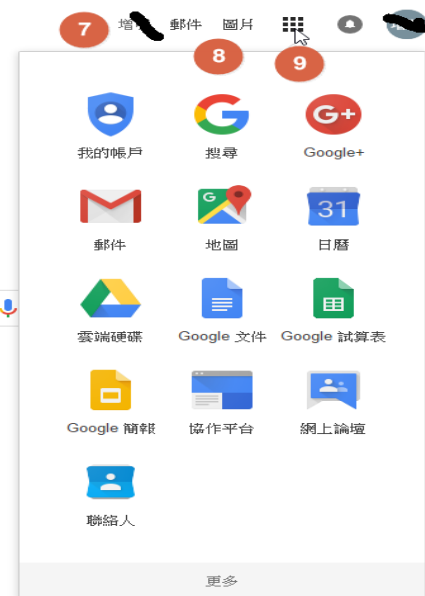 7 增 郵件 圖片
8 9
我的帳戶 搜尋 Google+
郵件 地圖 日曆
雲端硬碟 Google 文件 Google 試算表
Google 簡報 協作平台 網上論壇
聯絡人
更多
G+
G
31